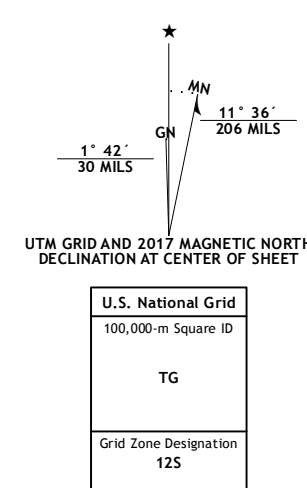 ★
MN
11° 36´
206 MILS
GN
1° 42´
30 MILS
UTM GRID AND 2017 MAGNETIC NORTH
DECLINATION AT CENTER OF SHEET
U.S. National Grid
100,000-m Square ID
TG
Grid Zone Designation
12S